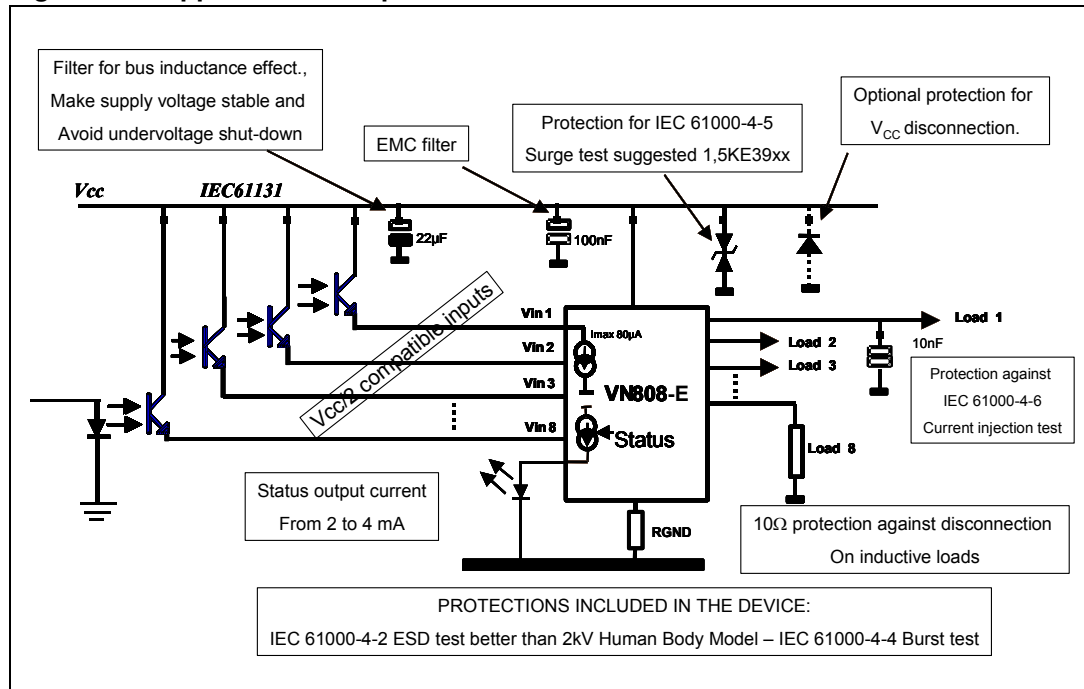 Filter for bus inductance effect.,
Make supply voltage stable and
Avoid undervoltage shut-down
EMC filter
Protection for IEC 61000-4-5
Surge test suggested 1,5KE39xx
Optional protection for
VCC disconnection.
Vcc
IEC61131
22µF
100nF
Vcc/2 compatible inputs
Vin 1
Vin 2
Vin 3
Vin 8
Imax 80µA
VN808-E
Status
Load 1
10nF
Load 2
Load 3
Load 8
Protection against
IEC 61000-4-6
Current injection test
Status output current
From 2 to 4 mA
RGND
10Ω protection against disconnection
On inductive loads
PROTECTIONS INCLUDED IN THE DEVICE:
IEC 61000-4-2 ESD test better than 2kV Human Body Model – IEC 61000-4-4 Burst test